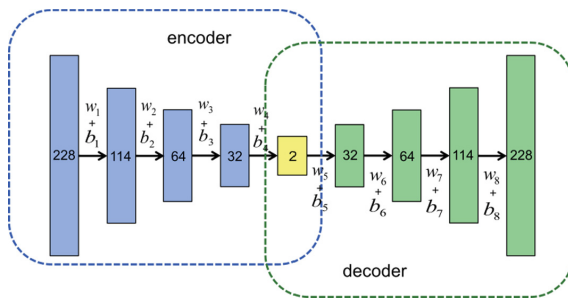 encoder
w1 + b1
w2 + b2
w3 + b3
w4 + b4
228
114
64
32
2
32
64
114
228
w5 + b5
w6 + b6
w7 + b7
w8 + b8
decoder